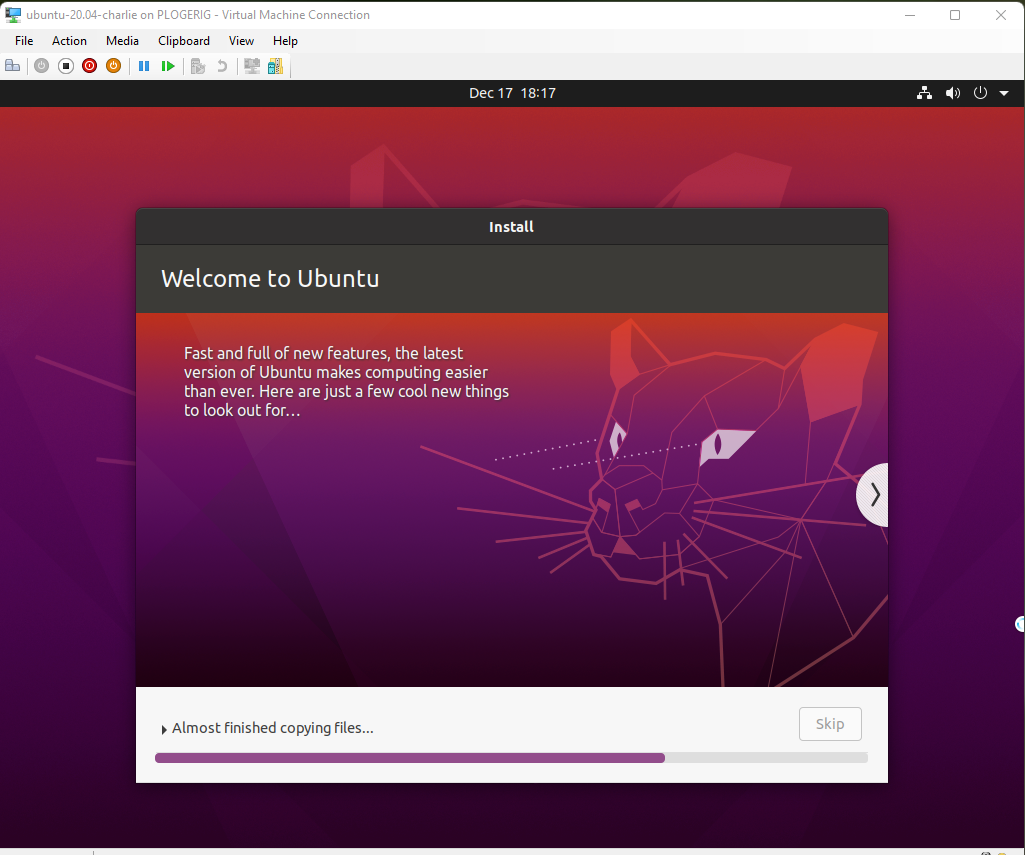 ubuntu-20.04-charlie on PLOGERIG - Virtual Machine Connection
File Action Media Clipboard View Help
Dec 17 18:17
Install
Welcome to Ubuntu
Fast and full of new features, the latest
version of Ubuntu makes computing easier
than ever. Here are just a few cool new things
to look out for…
Almost finished copying files...
Skip